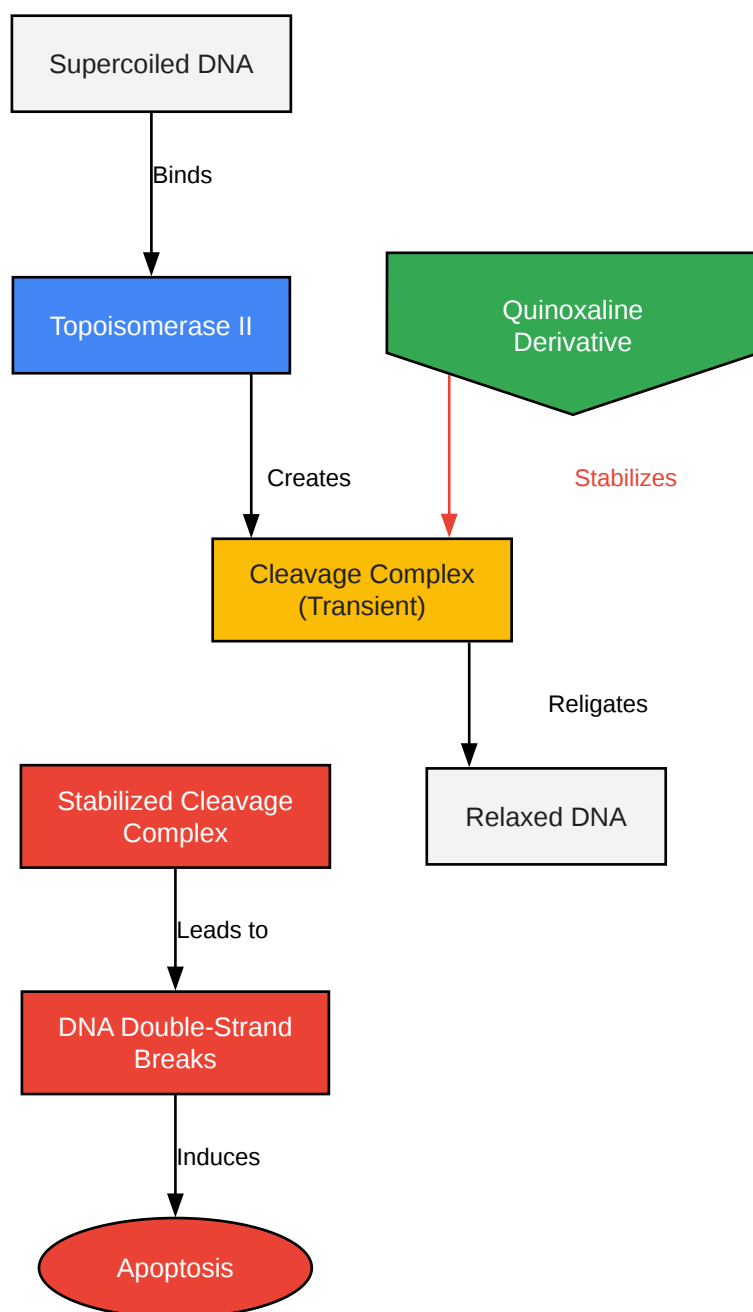 Supercoiled DNA
Binds
Topoisomerase II
Quinoxaline
Derivative
Creates
Stabilizes
Cleavage Complex
(Transient)
Religates
Stabilized Cleavage
Complex
Relaxed DNA
Leads to
DNA Double-Strand
Breaks
Induces
Apoptosis